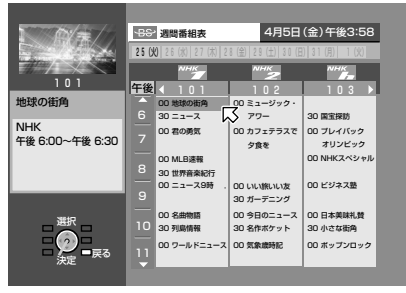 BS 週間番組表
4月5日(金)午後3:58
25(火) 26(水) 27(木) 28(金) 29(土) 30(日) 31(月) 1(火)
NHK 1
NHK 2
NHK h
午後
101
102
103
101
地球の街角
NHK
午後 6:00〜午後 6:30
6
00 地球の街角
30 ニュース
00 ミュージック・
アワー
30 国宝探訪
7
00 君の勇気
00 カフェテラスで
夕食を
00 プレイバック
オリンピック
8
00 MLB速報
30 世界音楽紀行
00 NHKスペシャル
9
00 ニュース9時
00 いい旅いい友
30 ガーデニング
00 ビジネス塾
10
00 名曲物語
30 列島情報
00 今日のニュース
30 名作ポケット
00 日本美味礼賛
30 小さな街角
11
00 ワールドニュース
00 気象歳時記
00 ポップンロック
選択
戻る
決定